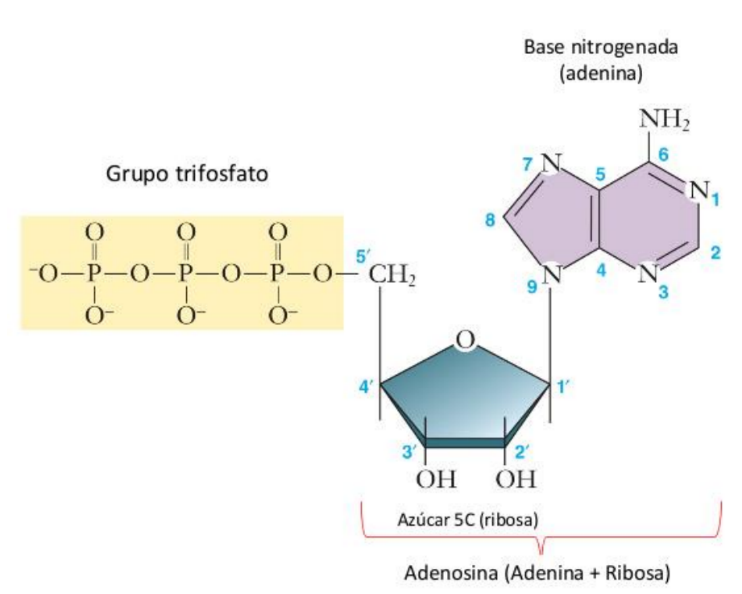 Base nitrogenada
(adenina)
NH₂
Grupo trifosfato
7 N 5 6 N 1
8 2
9 N 4 N 3
O O O
⁻O—P—O—P—O—P—O—CH₂ 5′
O⁻ O⁻ O⁻
O
4′ 1′
3′ 2′
OH OH
Azúcar 5C (ribosa)
Adenosina (Adenina + Ribosa)